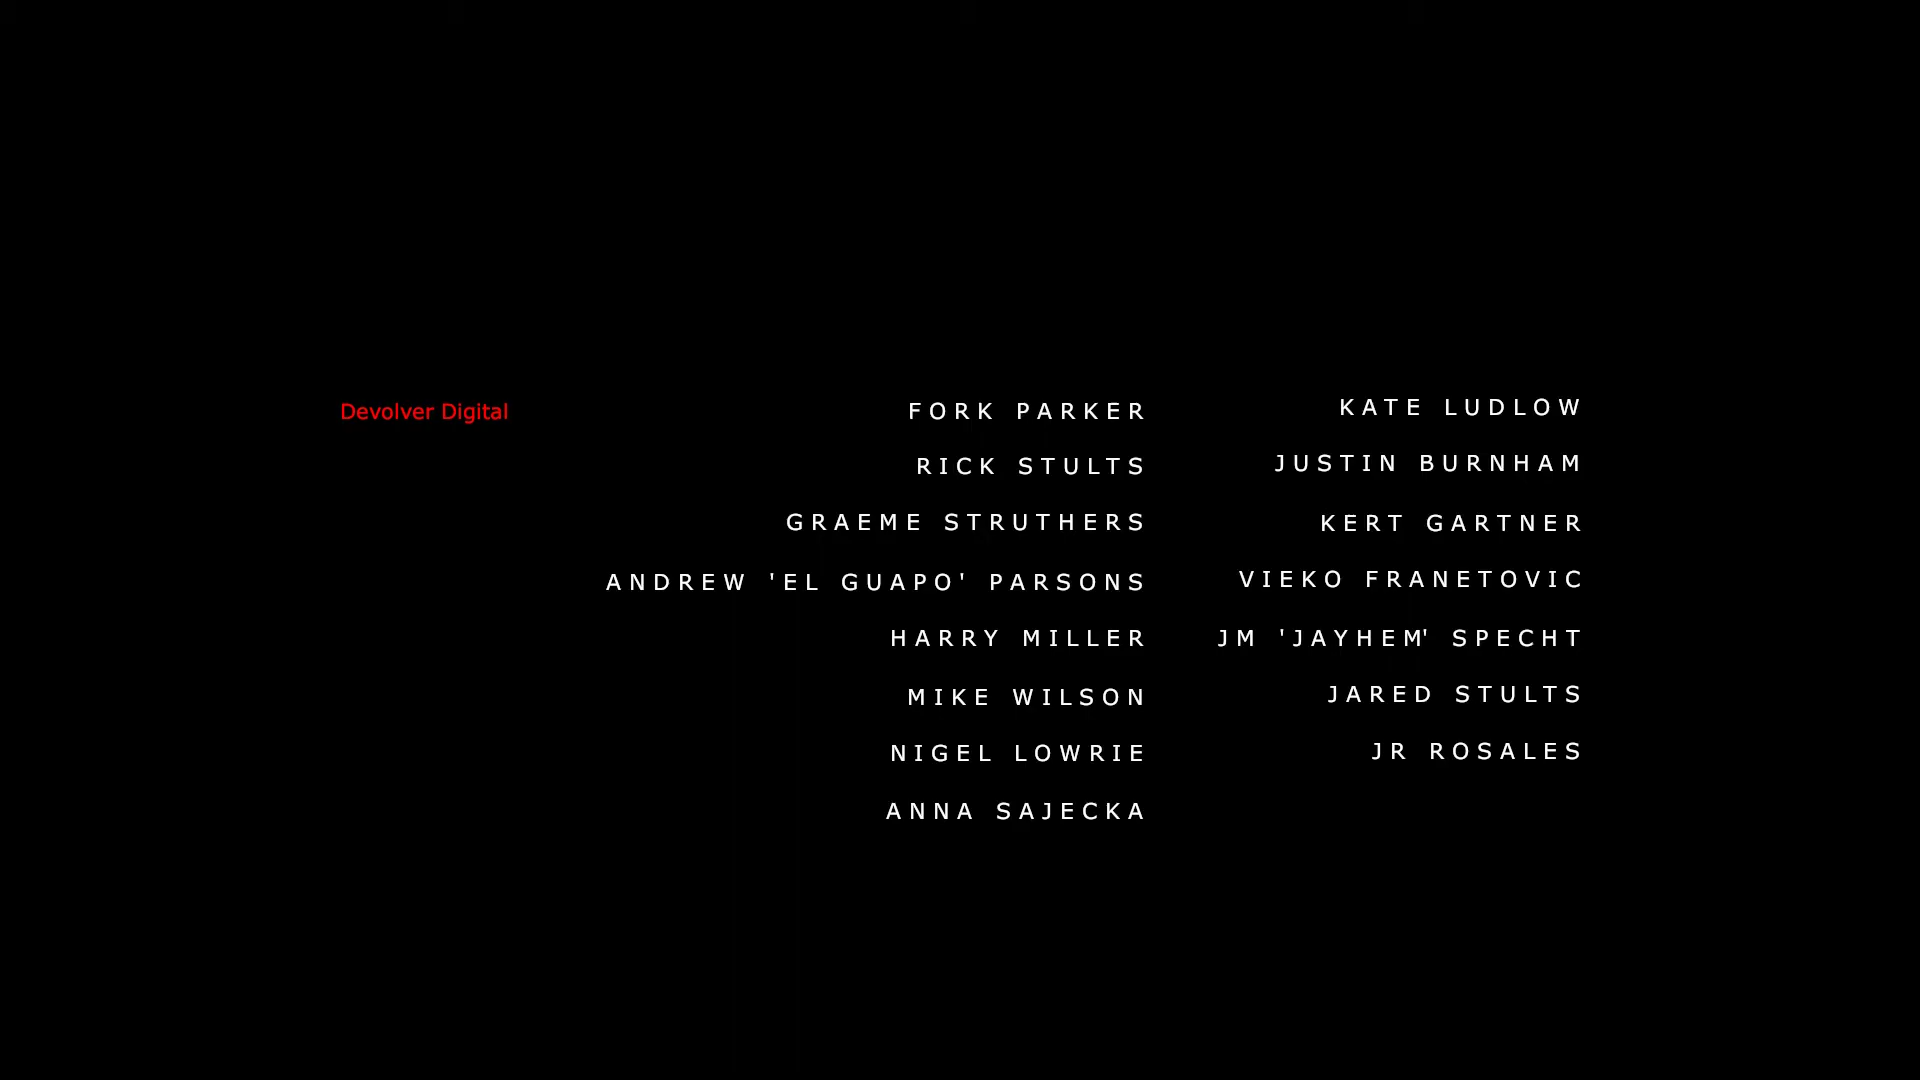 Devolver Digital
FORK PARKER
RICK STULTS
GRAEME STRUTHERS
ANDREW 'EL GUAPO' PARSONS
HARRY MILLER
MIKE WILSON
NIGEL LOWRIE
ANNA SAJECKA
KATE LUDLOW
JUSTIN BURNHAM
KERT GARTNER
VIEKO FRANETOVIC
JM 'JAYHEM' SPECHT
JARED STULTS
JR ROSALES